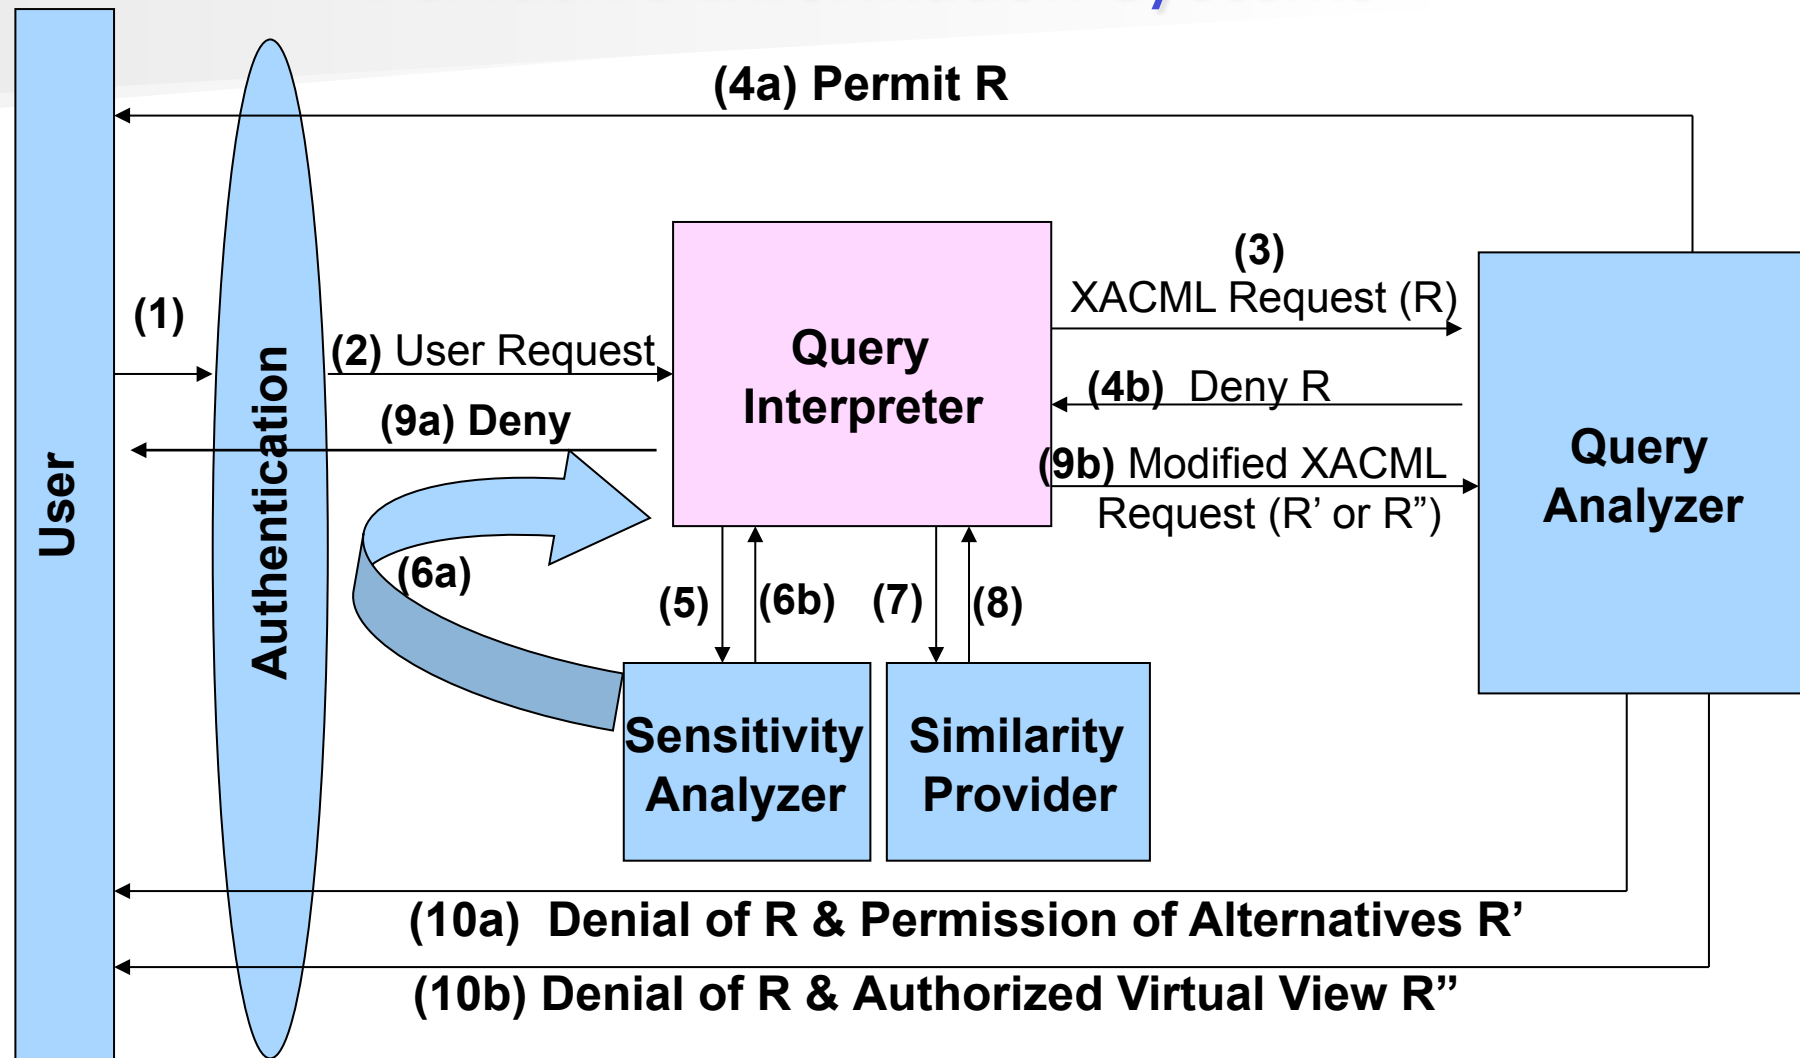 (4a) Permit R
(3)
XACML Request (R)
(1)
(2) User Request
Query
Interpreter
(4b) Deny R
(9a) Deny
(9b) Modified XACML
Request (R’ or R”)
Query
Analyzer
User
Authentication
(6a)
(5)
(6b)
(7)
(8)
Sensitivity
Analyzer
Similarity
Provider
(10a) Denial of R & Permission of Alternatives R’
(10b) Denial of R & Authorized Virtual View R”